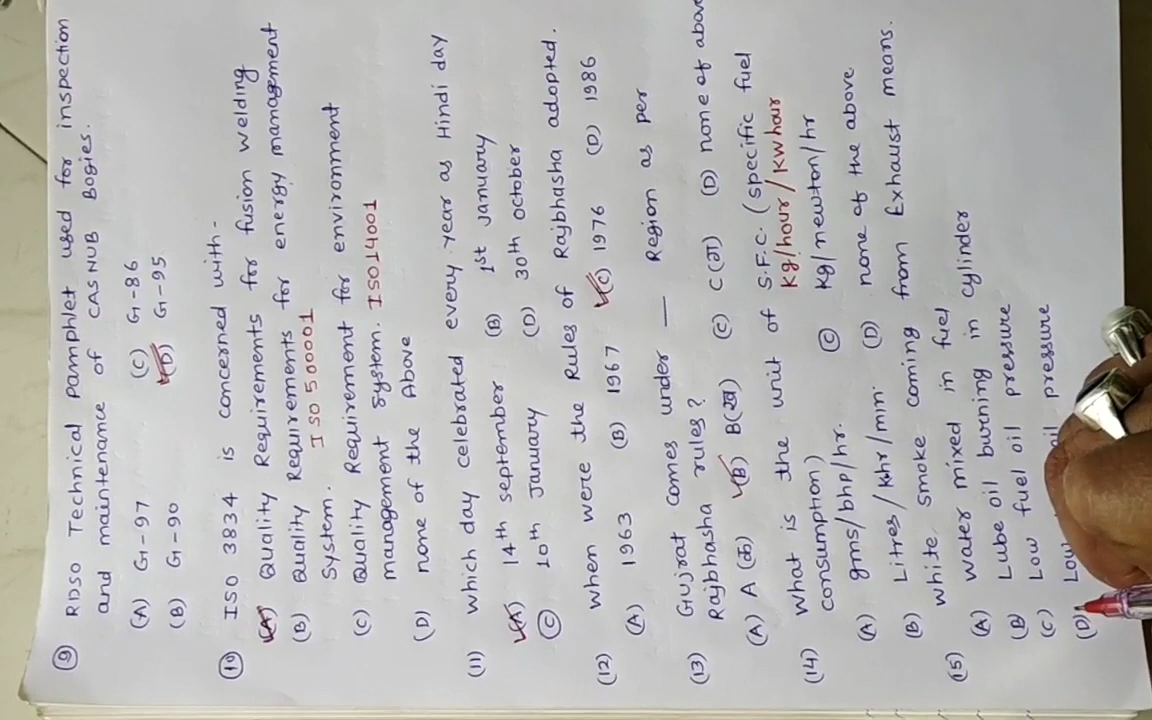 (9) RDSO Technical pamphlet used for inspection
and maintenance of CASNUB Bogies.
(A) G-97 (C) G-86
(B) G-90 (D) G-95
(10) ISO 3834 is concerned with -
(A) Quality Requirements for fusion welding
(B) Quality Requirements for energy management
System. ISO 500001
(C) Quality Requirement for environment
management system. ISO14001
(D) none of the Above
(11) which day celebrated every year as Hindi day
(A) 14th september (B) 1st January
(C) 10th January (D) 30th october
(12) when were the Rules of Rajbhasha adopted.
(A) 1963 (B) 1967 (C) 1976 (D) 1986
(13) Gujrat comes under — Region as per
Rajbhasha rules?
(A) A (क) (B) B(ख) (C) C (ग) (D) none of above
(14) what is the unit of S.F.C. (specific fuel
consumption) kg/hour/kwhour
(A) gms/bhp/hr. (C) kg/newton/hr
(B) Litres/khr/min. (D) none of the above
(15) white smoke coming from Exhaust means.
(A) water mixed in fuel
(B) Lube oil burning in cylinder
(C) Low fuel oil pressure
(D) pressure